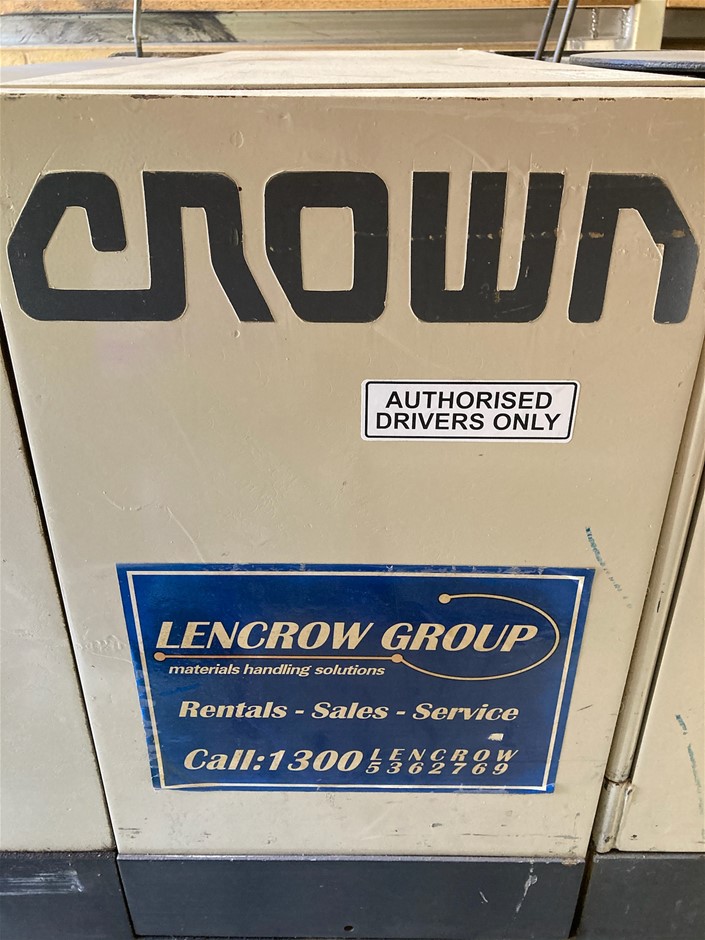 CROWN
AUTHORISED
DRIVERS ONLY
LENCROW GROUP
materials handling solutions
Rentals - Sales - Service
Call:1300 LENCROW
5362769